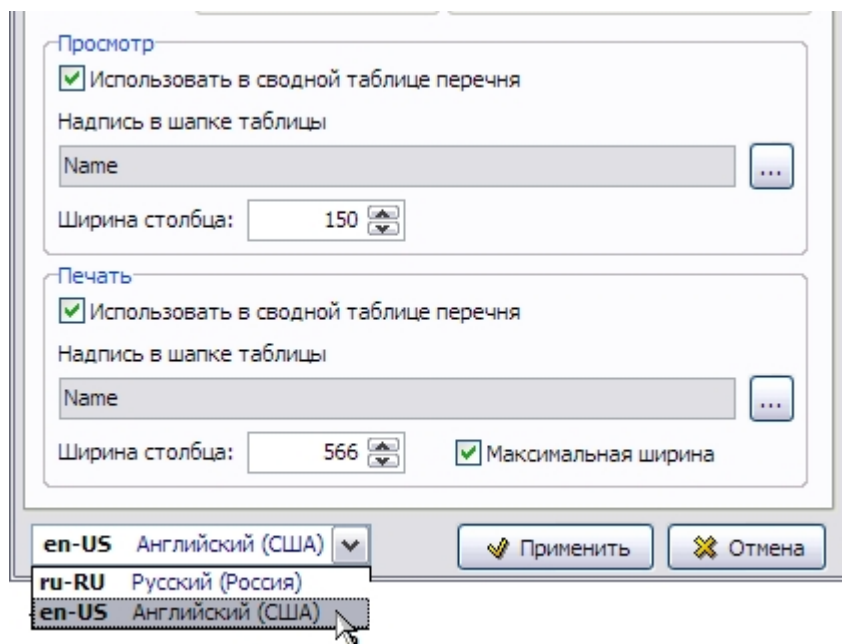 Просмотр
Использовать в сводной таблице перечня
Надпись в шапке таблицы
Name
...
Ширина столбца: 150
Печать
Использовать в сводной таблице перечня
Надпись в шапке таблицы
Name
...
Ширина столбца: 566 Максимальная ширина
en-US Английский (США) Применить Отмена
ru-RU Русский (Россия)
en-US Английский (США)